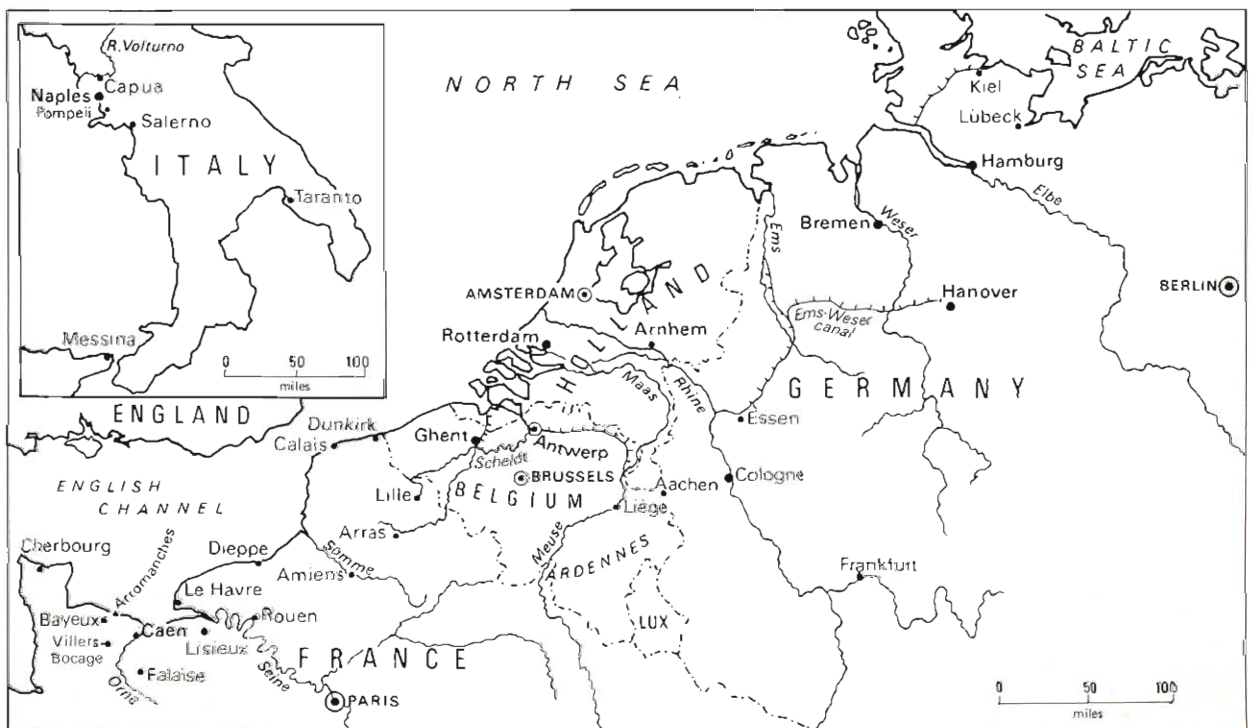 R. Volturno
Capua
Naples
Pompeii
Salerno
ITALY
Taranto
Messina
0 50 100
miles
NORTH SEA
BALTIC
SEA
Kiel
Lübeck
Hamburg
Elbe
Bremen
Weser
Ems
BERLIN
Hanover
Ems-Weser
canal
AMSTERDAM
HOLLAND
Rotterdam
Arnhem
Maas
Rhine
GERMANY
Essen
ENGLAND
Dunkirk
Calais
Ghent
Antwerp
Scheldt
BRUSSELS
Aachen
Cologne
ENGLISH
CHANNEL
Lille
BELGIUM
Liège
Arras
Meuse
ARDENNES
Cherbourg
Arromanches
Dieppe
Somme
Amiens
Frankfurt
Le Havre
Rouen
Bayeux
Caen
Lisieux
LUX
Villers
Bocage
FRANCE
Falaise
Seine
Orne
PARIS
0 50 100
miles